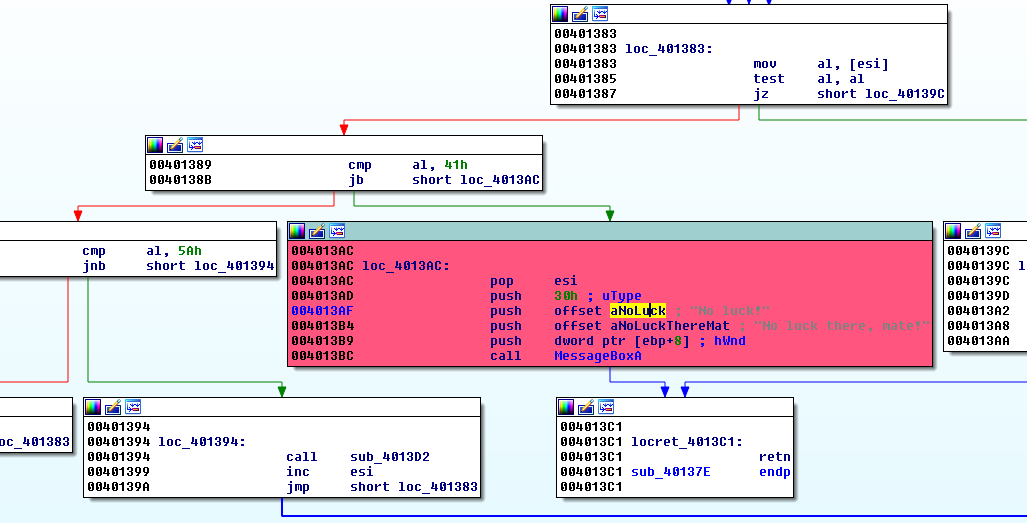 00401383
00401383 loc_401383:
00401383 mov al, [esi]
00401385 test al, al
00401387 jz short loc_40139C
00401389 cmp al, 41h
0040138B jb short loc_4013AC
cmp al, 5Ah
jnb short loc_401394
004013AC
004013AC loc_4013AC:
004013AC pop esi
004013AD push 30h ; uType
004013AF push offset aNoLuck ; "No luck!"
004013B4 push offset aNoLuckThereMat ; "No luck there, mate!"
004013B9 push dword ptr [ebp+8] ; hWnd
004013BC call MessageBoxA
0040139C
0040139C l
0040139C
0040139D
004013A2
004013A8
004013AA
oc_401383
00401394
00401394 loc_401394:
00401394 call sub_4013D2
00401399 inc esi
0040139A jmp short loc_401383
004013C1
004013C1 locret_4013C1:
004013C1 retn
004013C1 sub_40137E endp
004013C1